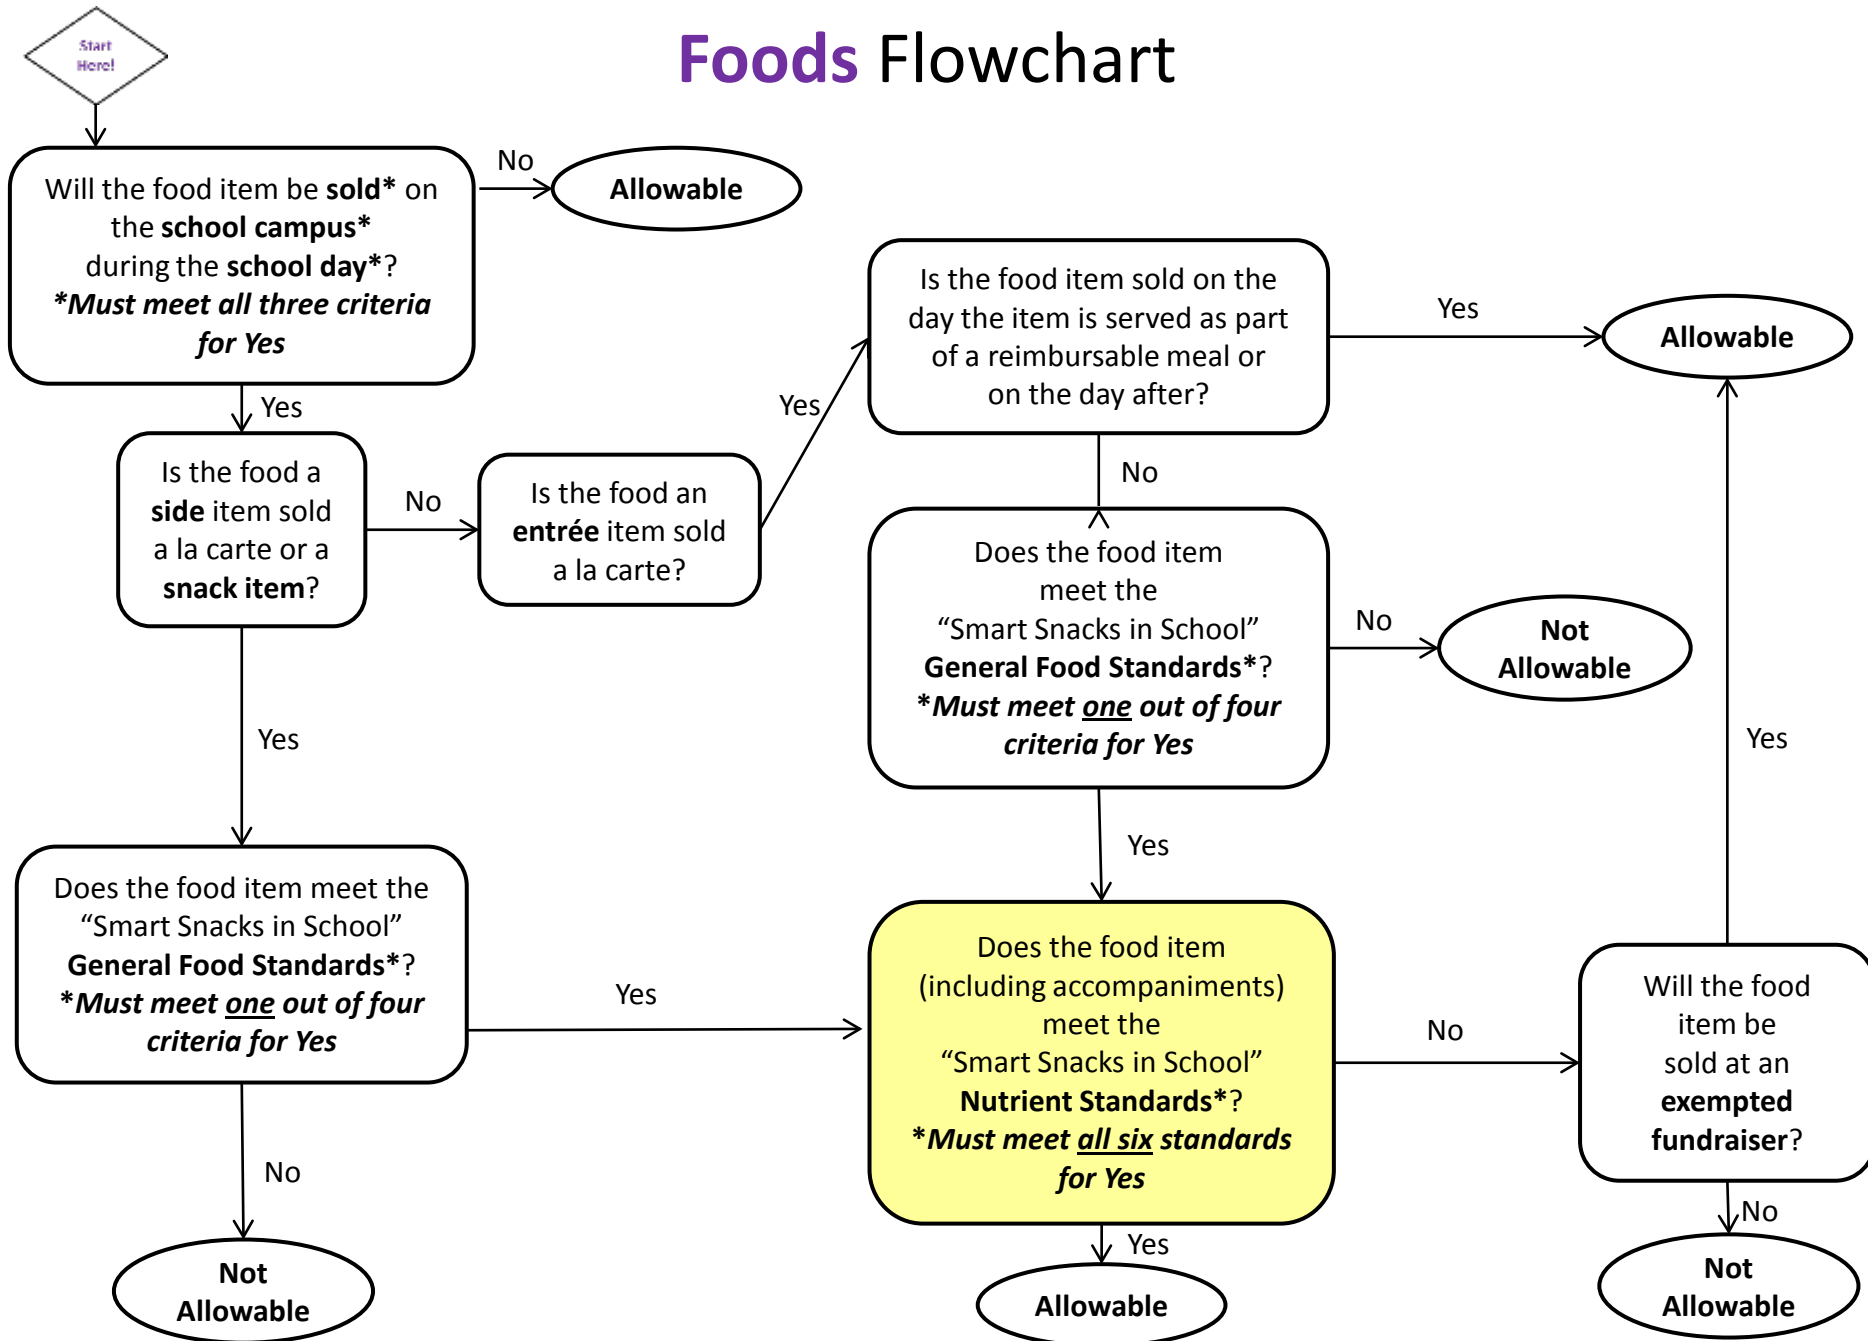 Start
Here!
Foods Flowchart
Will the food item be sold* on
the school campus*
during the school day*?
*Must meet all three criteria
for Yes
No
Allowable
Yes
Is the food a
side item sold
a la carte or a
snack item?
No
Is the food an
entrée item sold
a la carte?
Yes
Is the food item sold on the
day the item is served as part
of a reimbursable meal or
on the day after?
Yes
Allowable
No
Does the food item
meet the
“Smart Snacks in School”
General Food Standards*?
*Must meet one out of four
criteria for Yes
No
Not
Allowable
Yes
Yes
Yes
Does the food item meet the
“Smart Snacks in School”
General Food Standards*?
*Must meet one out of four
criteria for Yes
Yes
Does the food item
(including accompaniments)
meet the
“Smart Snacks in School”
Nutrient Standards*?
*Must meet all six standards
for Yes
No
Will the food
item be
sold at an
exempted
fundraiser?
No
Not
Allowable
Yes
Allowable
No
Not
Allowable